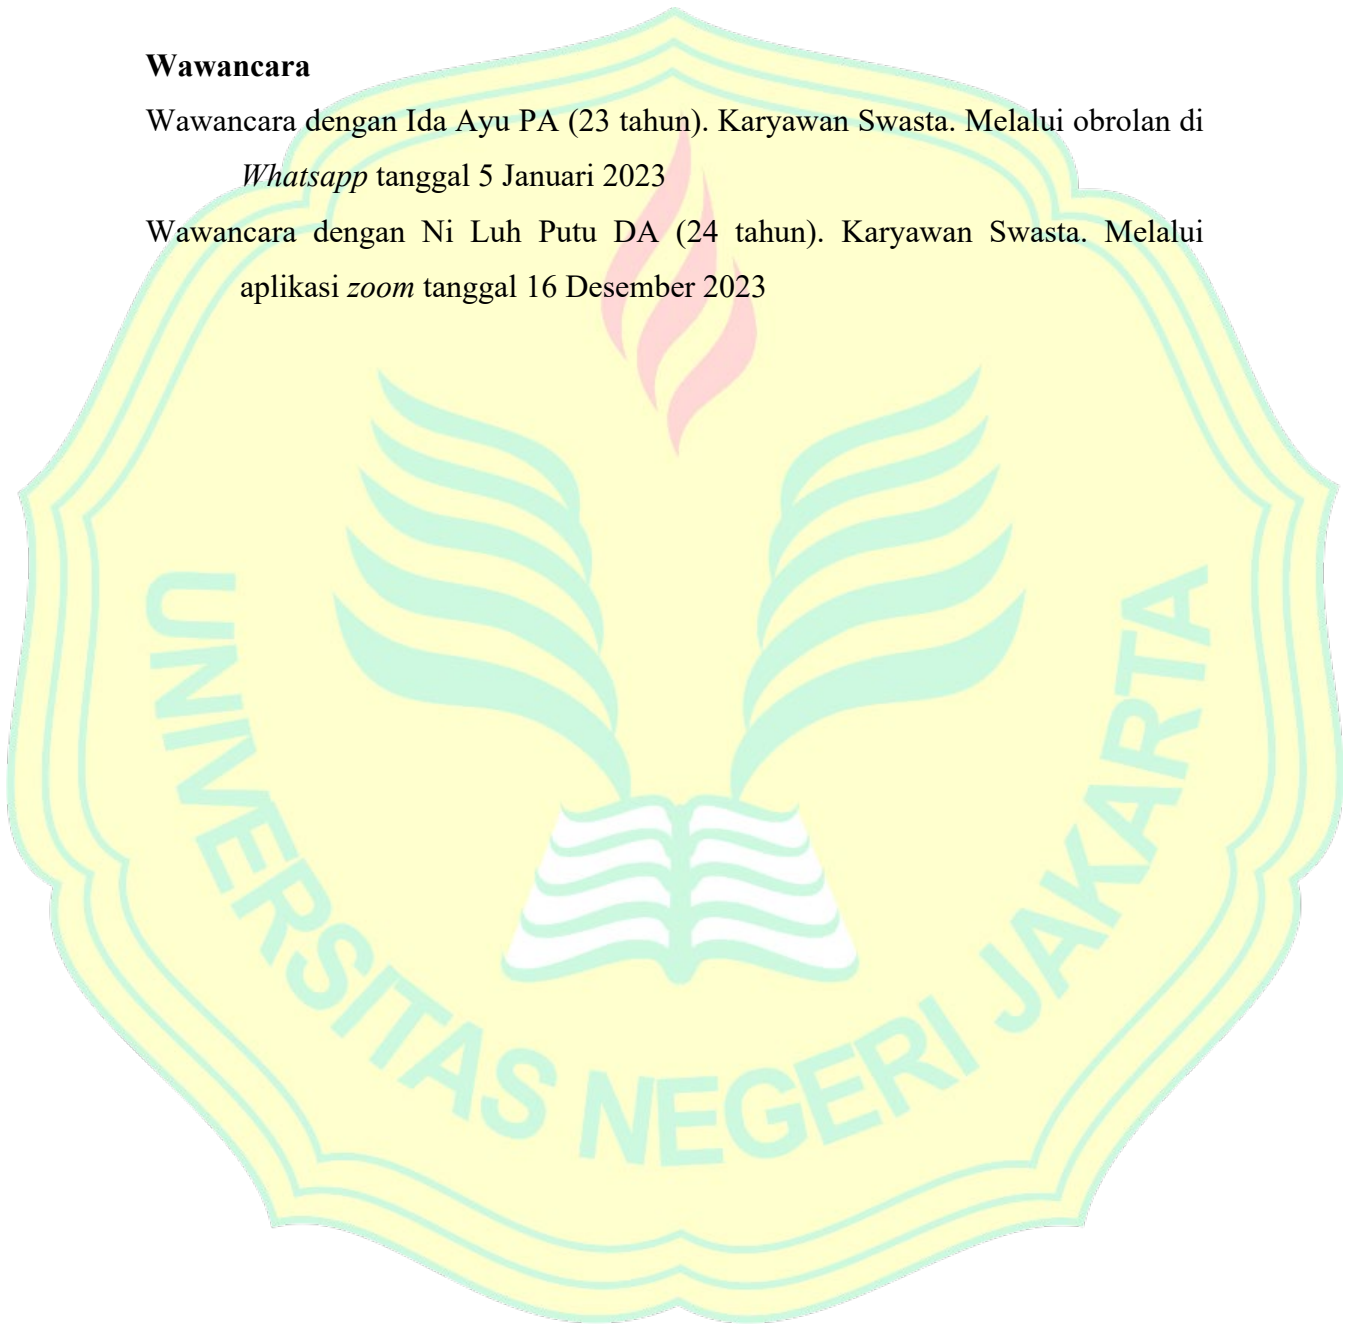 Wawancara
Wawancara dengan Ida Ayu PA (23 tahun). Karyawan Swasta. Melalui obrolan di
Whatsapp tanggal 5 Januari 2023
Wawancara dengan Ni Luh Putu DA (24 tahun). Karyawan Swasta. Melalui
aplikasi zoom tanggal 16 Desember 2023
UNIVERSITAS NEGERI JAKARTA